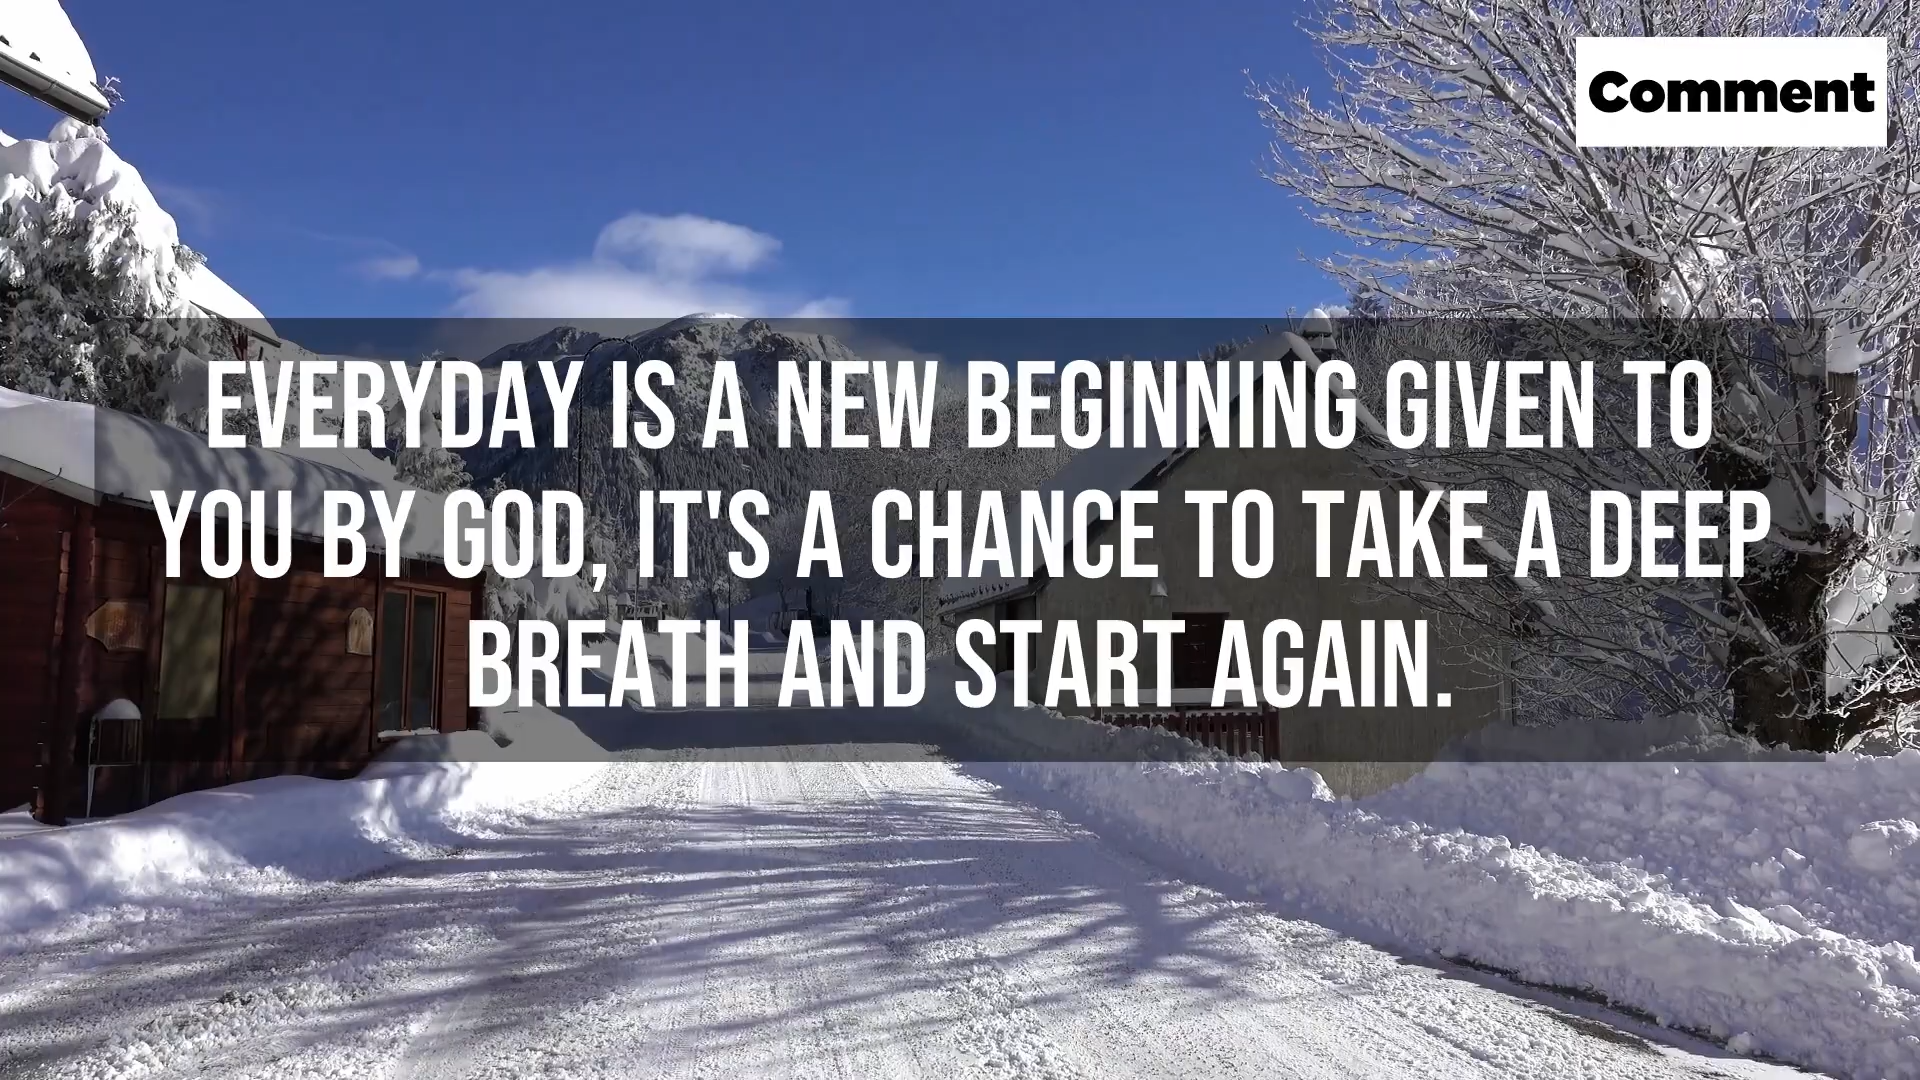 Comment
EVERYDAY IS A NEW BEGINNING GIVEN TO
YOU BY GOD, IT'S A CHANCE TO TAKE A DEEP
BREATH AND START AGAIN.